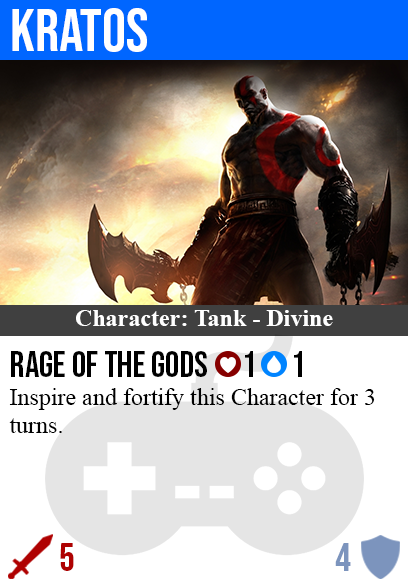 KRATOS
Character: Tank - Divine
RAGE OF THE GODS 1 1
Inspire and fortify this Character for 3
turns.
5
4